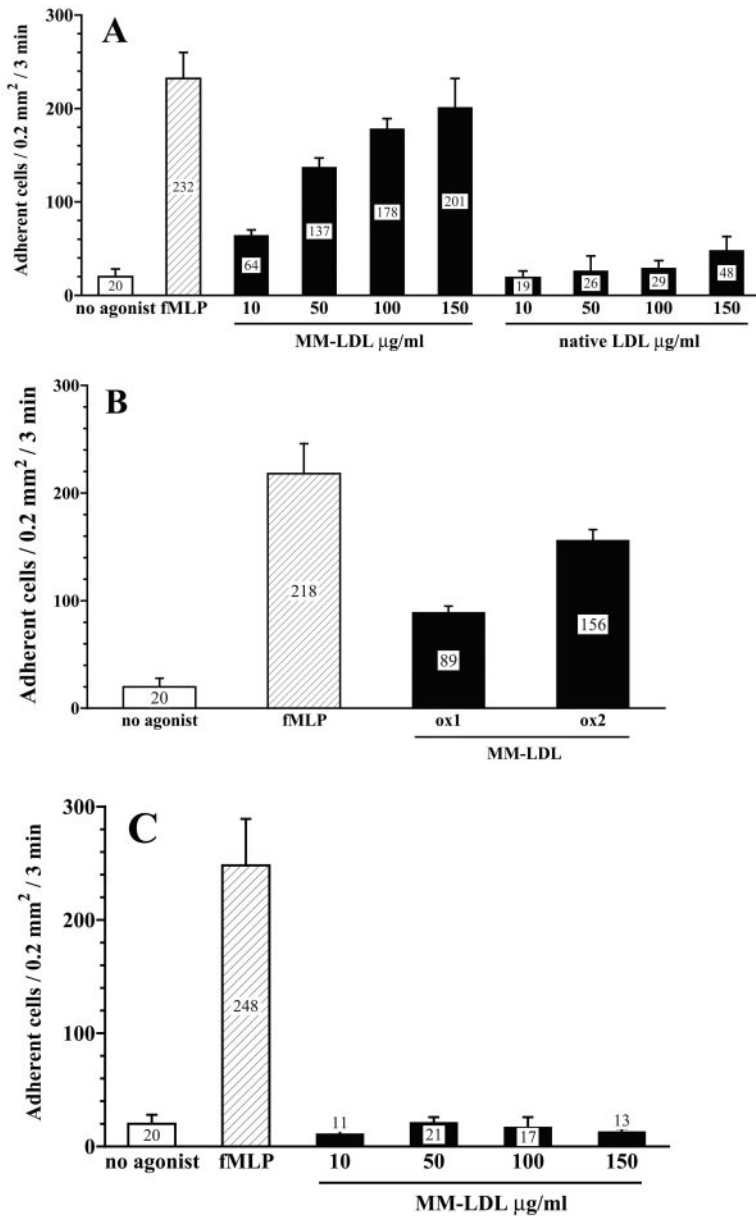 A
Adherent cells / 0.2 mm² / 3 min
300
200
100
0
20
232
64
137
178
201
19
26
29
48
no agonist fMLP 10 50 100 150 10 50 100 150
MM-LDL μg/ml native LDL μg/ml
B
Adherent cells / 0.2 mm² / 3 min
300
200
100
0
20
218
89
156
no agonist fMLP ox1 ox2
MM-LDL
C
Adherent cells / 0.2 mm² / 3 min
300
200
100
0
20
248
11
21
17
13
no agonist fMLP 10 50 100 150
MM-LDL μg/ml